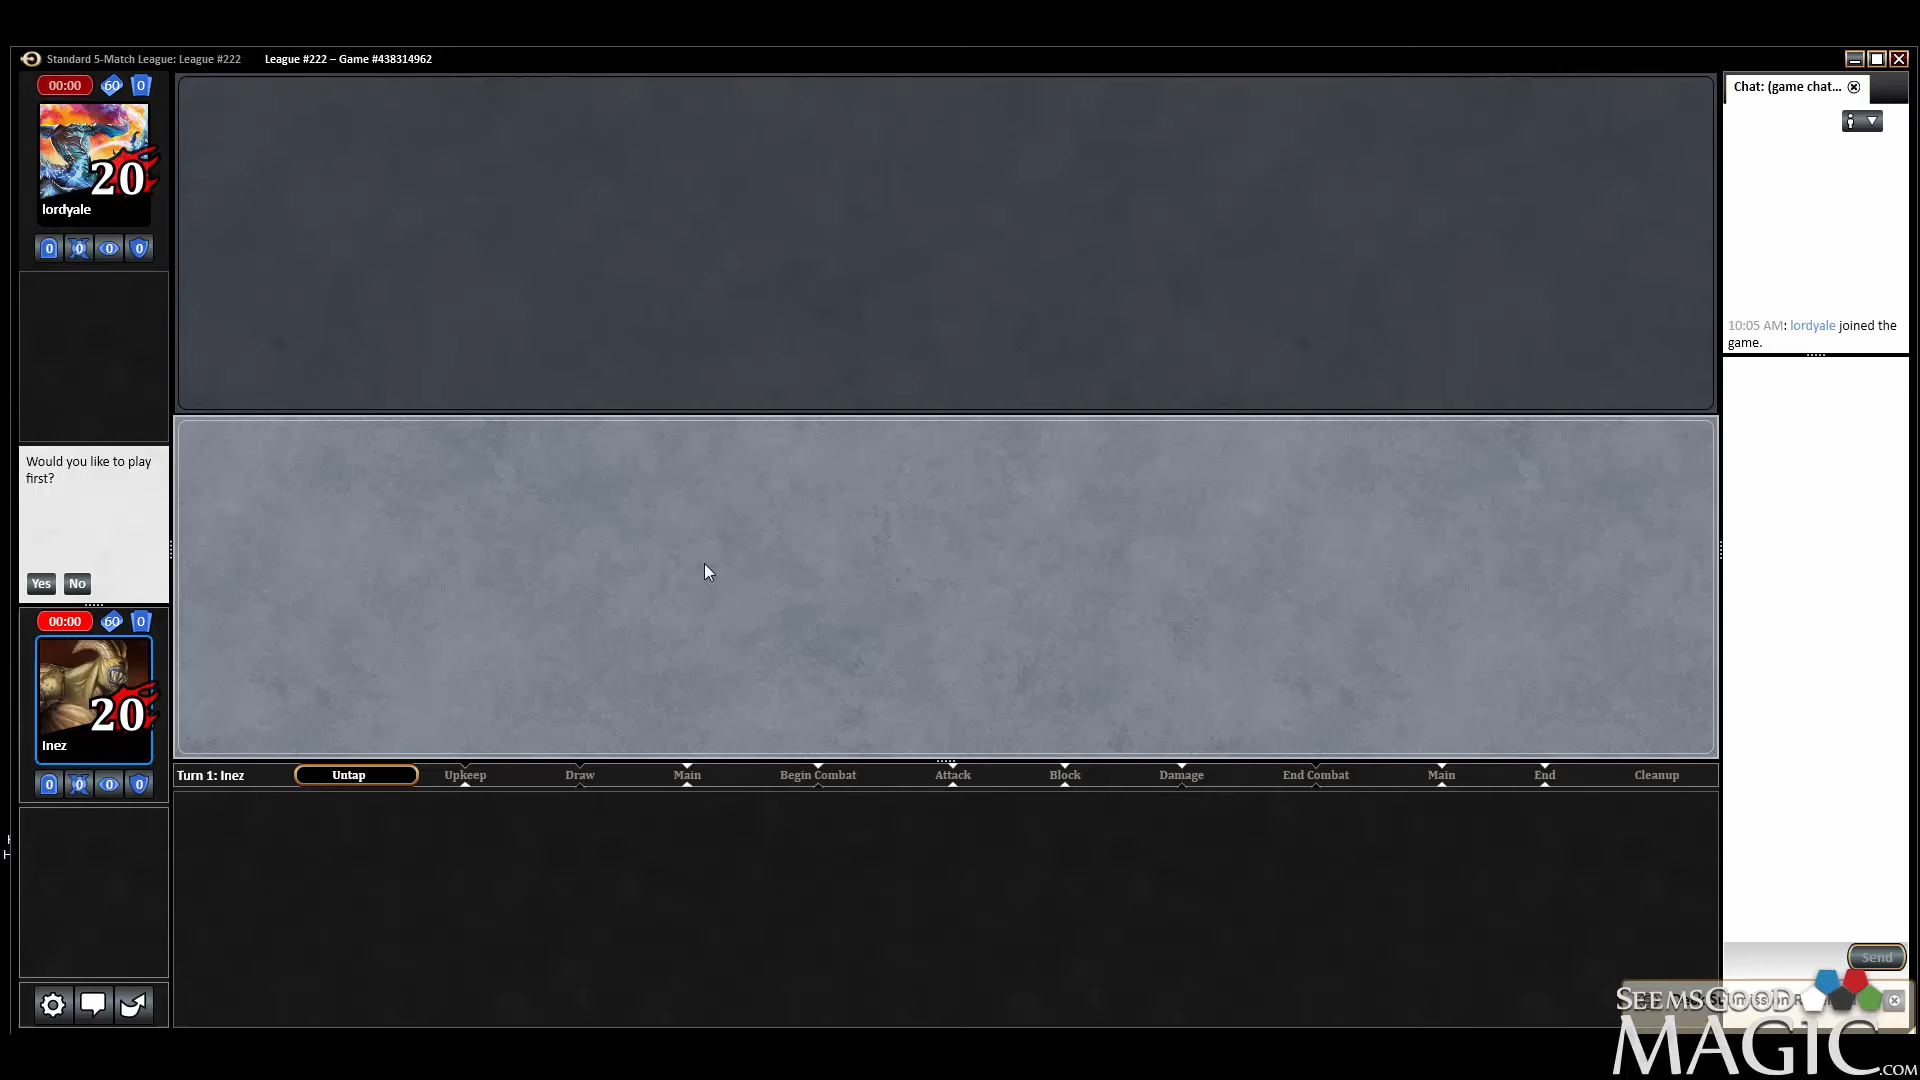 Standard 5-Match League: League #222 League #222 – Game #438314962
00:00 60 0
20
lordyale
0 0 0 0
Would you like to play
first?
Yes No
00:00 60 0
20
Inez
0 0 0 0
Turn 1: Inez Untap Upkeep Draw Main Begin Combat Attack Block Damage End Combat Main End Cleanup
Chat: (game chat...
10:05 AM: lordyale joined the
game.
Send
SEEMSGOOD
MAGIC.COM